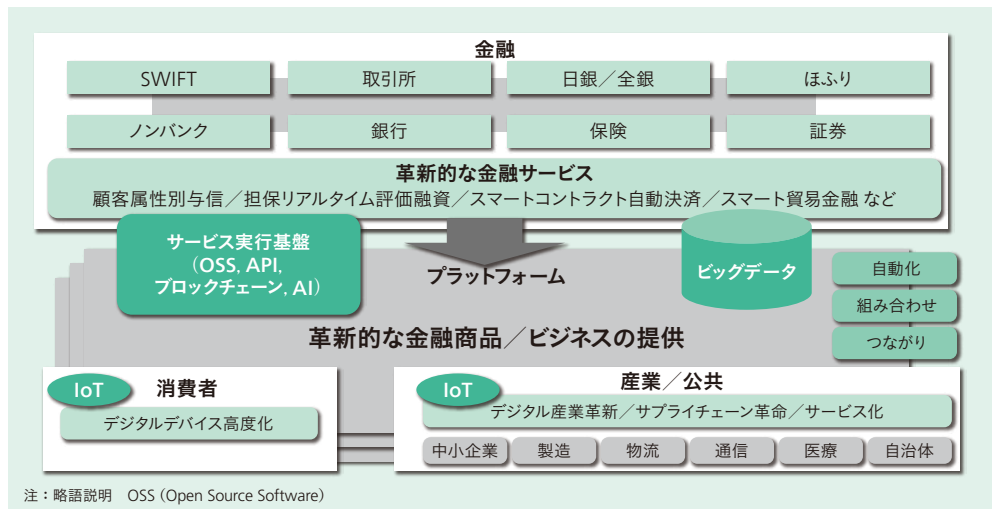 金融
SWIFT
取引所
日銀／全銀
ほふり
ノンバンク
銀行
保険
証券
革新的な金融サービス
顧客属性別与信／担保リアルタイム評価融資／スマートコントラクト自動決済／スマート貿易金融 など
サービス実行基盤
（OSS, API,
ブロックチェーン, AI）
プラットフォーム
ビッグデータ
自動化
組み合わせ
つながり
革新的な金融商品／ビジネスの提供
IoT
消費者
デジタルデバイス高度化
IoT
産業／公共
デジタル産業革新／サプライチェーン革命／サービス化
中小企業
製造
物流
通信
医療
自治体
注：略語説明　OSS（Open Source Software）